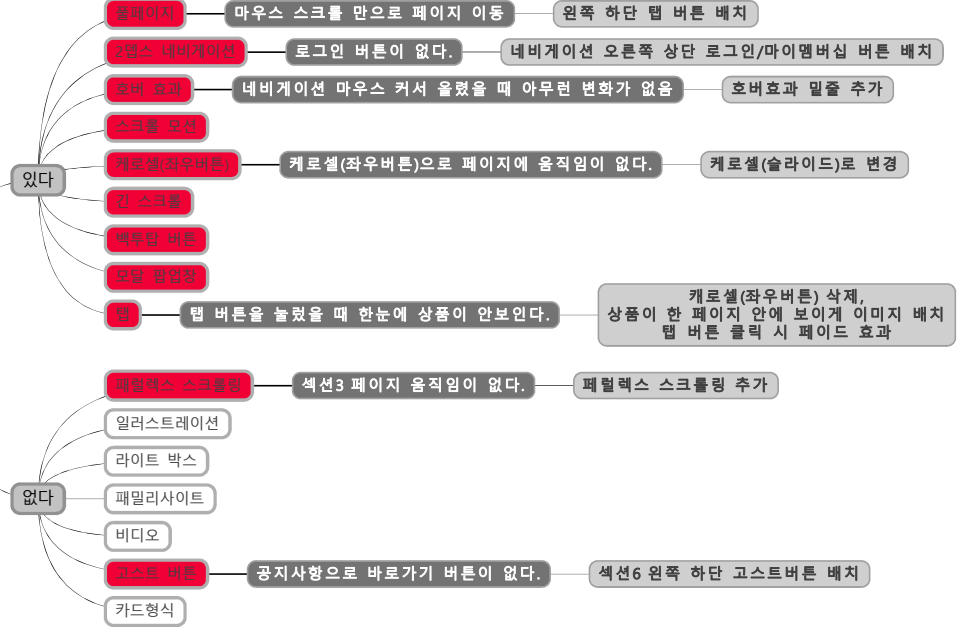 풀페이지
마우스 스크롤 만으로 페이지 이동
왼쪽 하단 탭 버튼 배치
2뎁스 네비게이션
로그인 버튼이 없다.
네비게이션 오른쪽 상단 로그인/마이멤버십 버튼 배치
호버 효과
네비게이션 마우스 커서 올렸을 때 아무런 변화가 없음
호버효과 밑줄 추가
스크롤 모션
있다
케로셀(좌우버튼)
케로셀(좌우버튼)으로 페이지에 움직임이 없다.
케로셀(슬라이드)로 변경
긴 스크롤
백투탑 버튼
모달 팝업창
탭
탭 버튼을 눌렀을 때 한눈에 상품이 안보인다.
캐로셀(좌우버튼) 삭제,
상품이 한 페이지 안에 보이게 이미지 배치
탭 버튼 클릭 시 페이드 효과
패럴렉스 스크롤링
섹션3 페이지 움직임이 없다.
페럴렉스 스크롤링 추가
일러스트레이션
라이트 박스
없다
패밀리사이트
비디오
고스트 버튼
공지사항으로 바로가기 버튼이 없다.
섹션6 왼쪽 하단 고스트버튼 배치
카드형식